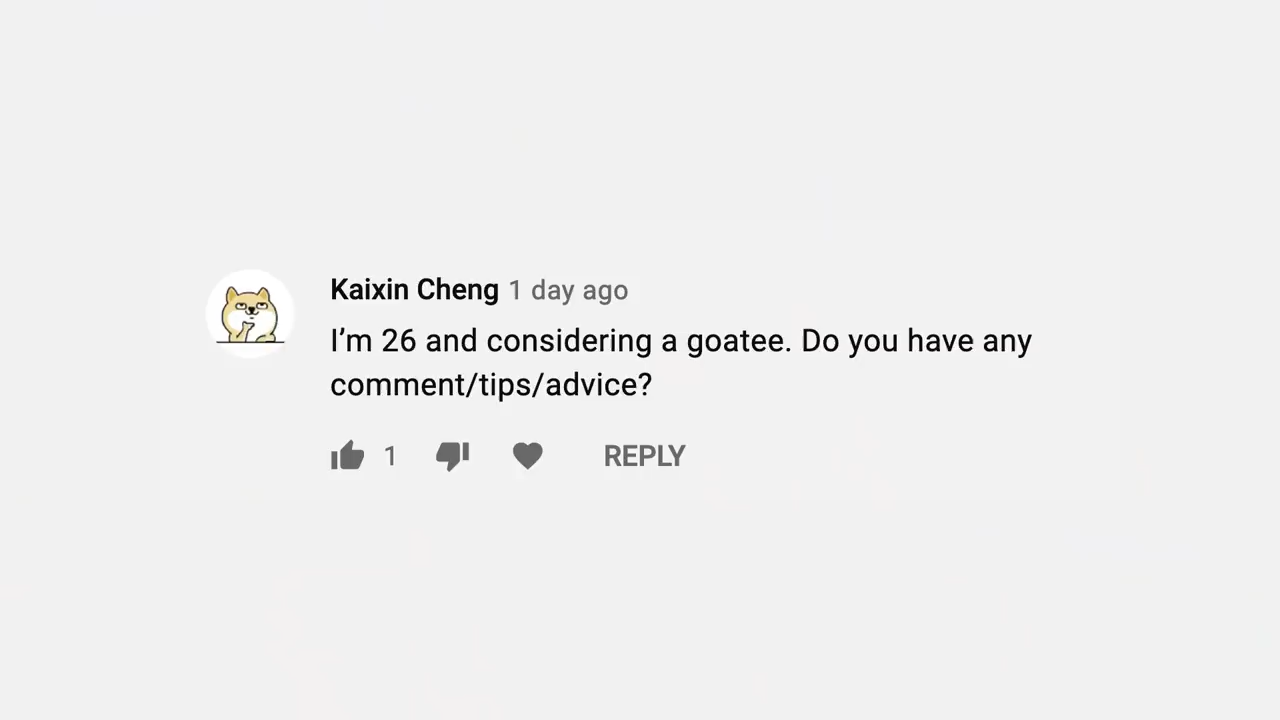 Kaixin Cheng 1 day ago
I’m 26 and considering a goatee. Do you have any
comment/tips/advice?
1 REPLY